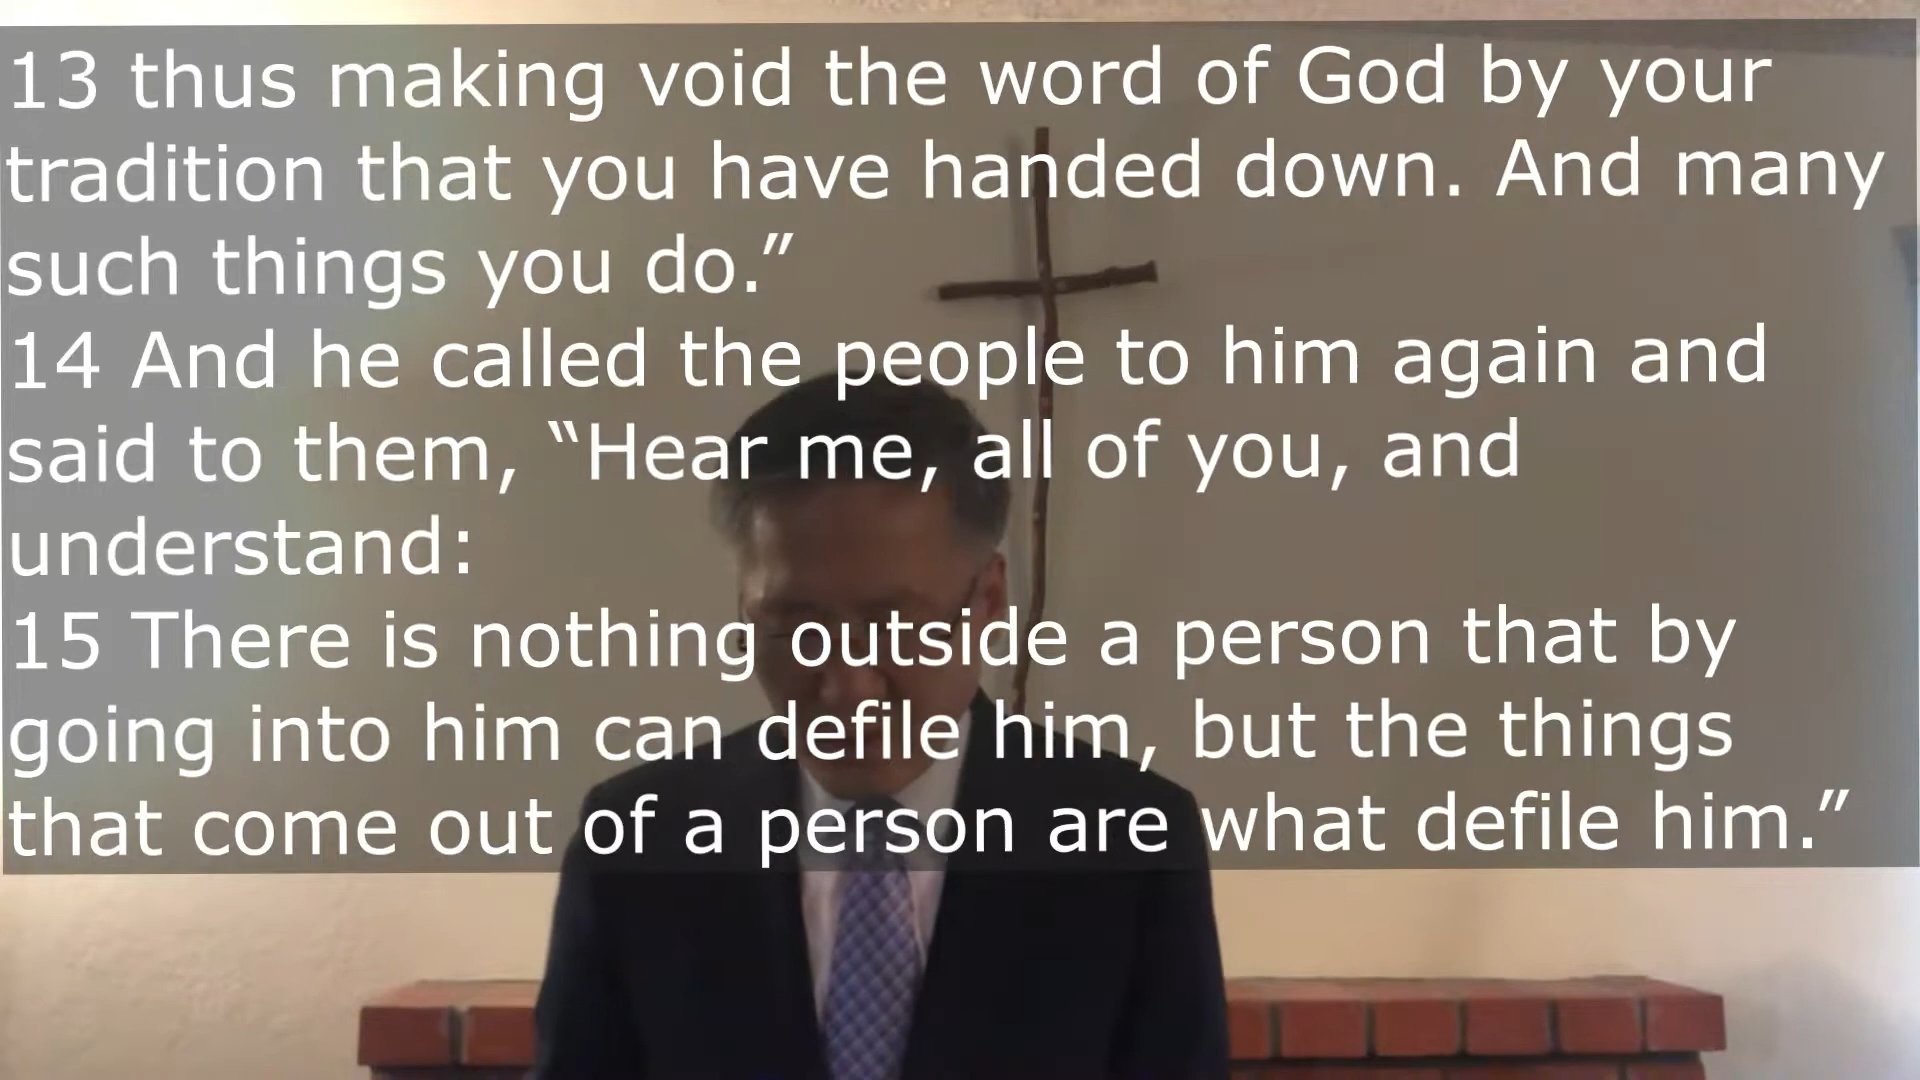 13 thus making void the word of God by your
tradition that you have handed down. And many
such things you do.”
14 And he called the people to him again and
said to them, “Hear me, all of you, and
understand:
15 There is nothing outside a person that by
going into him can defile him, but the things
that come out of a person are what defile him.”